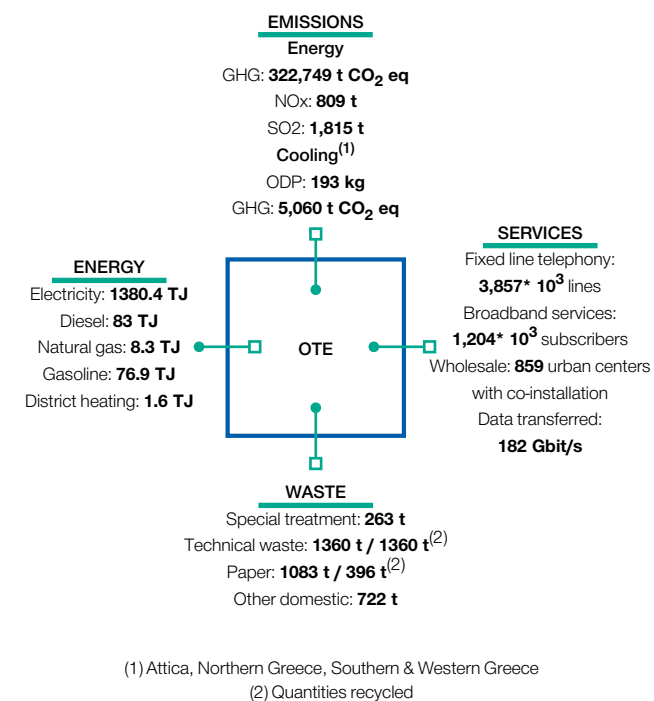 EMISSIONS
Energy
GHG: 322,749 t CO2 eq
NOx: 809 t
SO2: 1,815 t
Cooling(1)
ODP: 193 kg
GHG: 5,060 t CO2 eq
ENERGY
Electricity: 1380.4 TJ
Diesel: 83 TJ
Natural gas: 8.3 TJ
Gasoline: 76.9 TJ
District heating: 1.6 TJ
OTE
SERVICES
Fixed line telephony:
3,857* 103 lines
Broadband services:
1,204* 103 subscribers
Wholesale: 859 urban centers
with co-installation
Data transferred:
182 Gbit/s
WASTE
Special treatment: 263 t
Technical waste: 1360 t / 1360 t(2)
Paper: 1083 t / 396 t(2)
Other domestic: 722 t
(1) Attica, Northern Greece, Southern & Western Greece
(2) Quantities recycled